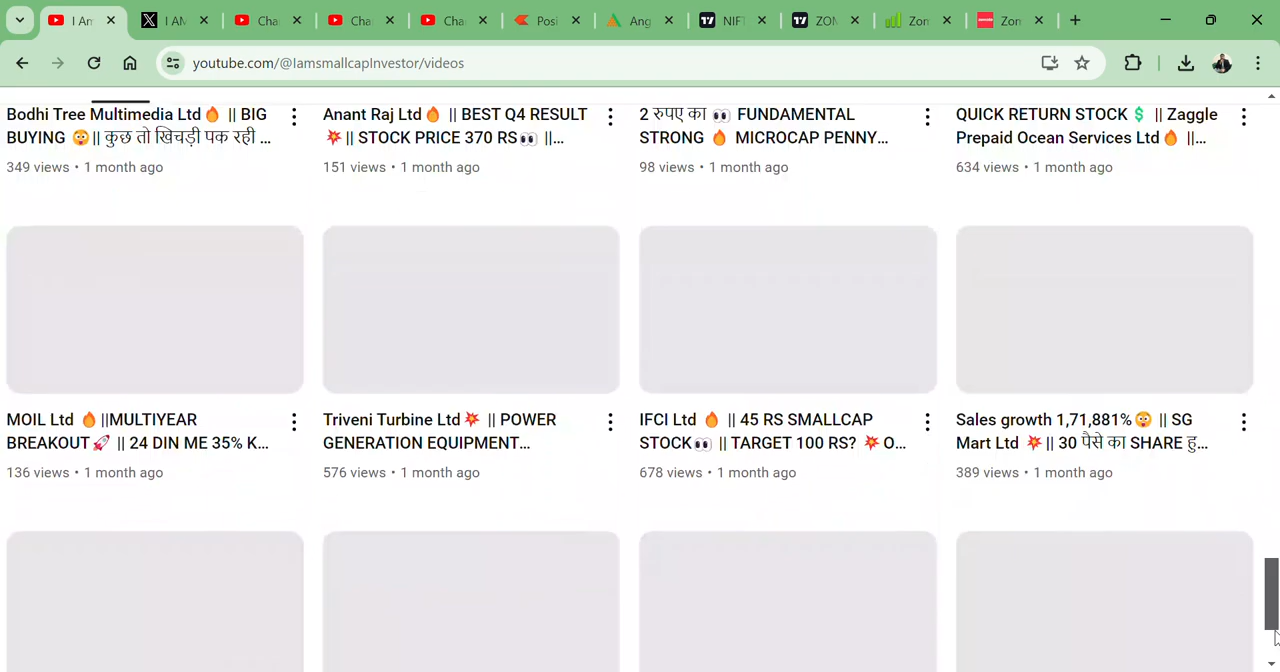 I Am
I AM
Cha
Cha
Cha
Posi
Ang
NIF
ZON
Zon
Zon
youtube.com/@IamsmallcapInvestor/videos
Bodhi Tree Multimedia Ltd🔥 || BIG
BUYING 😳|| कुछ तो खिचड़ी पक रही ...
349 views • 1 month ago
Anant Raj Ltd🔥 || BEST Q4 RESULT
💥|| STOCK PRICE 370 RS👀 ||...
151 views • 1 month ago
2 रुपए का 👀 FUNDAMENTAL
STRONG 🔥 MICROCAP PENNY...
98 views • 1 month ago
QUICK RETURN STOCK💲 || Zaggle
Prepaid Ocean Services Ltd🔥 ||...
634 views • 1 month ago
MOIL Ltd 🔥||MULTIYEAR
BREAKOUT🚀 || 24 DIN ME 35% K...
136 views • 1 month ago
Triveni Turbine Ltd💥 || POWER
GENERATION EQUIPMENT...
576 views • 1 month ago
IFCI Ltd 🔥 || 45 RS SMALLCAP
STOCK👀 || TARGET 100 RS? 💥O...
678 views • 1 month ago
Sales growth 1,71,881%😳 || SG
Mart Ltd 💥|| 30 पैसे का SHARE हु...
389 views • 1 month ago